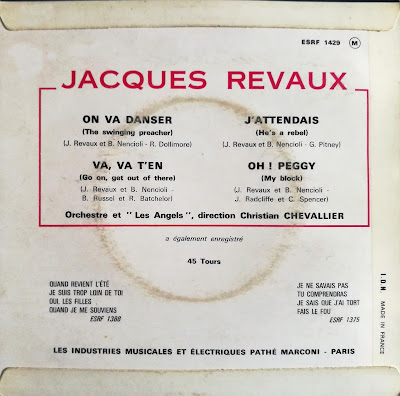 ESRF 1429 M
JACQUES REVAUX
ON VA DANSER
(The swinging preacher)
(J. Revaux et B. Nencioli - R. Dollimore)
J'ATTENDAIS
(He's a rebel)
(J. Revaux et B. Nencioli - G. Pitney)
VA, VA T'EN
(Go on, get out of there)
(J. Revaux et B. Nencioli -
B. Russel et R. Batchelor)
OH ! PEGGY
(My block)
(J. Revaux et B. Nencioli -
J. Radcliffe et C. Spencer)
Orchestre et " Les Angels ", direction Christian CHEVALLIER
a également enregistré
45 Tours
QUAND REVIENT L'ÉTÉ
JE SUIS TROP LOIN DE TOI
OUI, LES FILLES
QUAND JE ME SOUVIENS
ESRF 1388
JE NE SAVAIS PAS
TU COMPRENDRAS
JE SAIS QUE J'AI TORT
FAIS LE FOU
ESRF 1375
LES INDUSTRIES MUSICALES ET ÉLECTRIQUES PATHÉ MARCONI - PARIS
I.D.N. MADE IN FRANCE